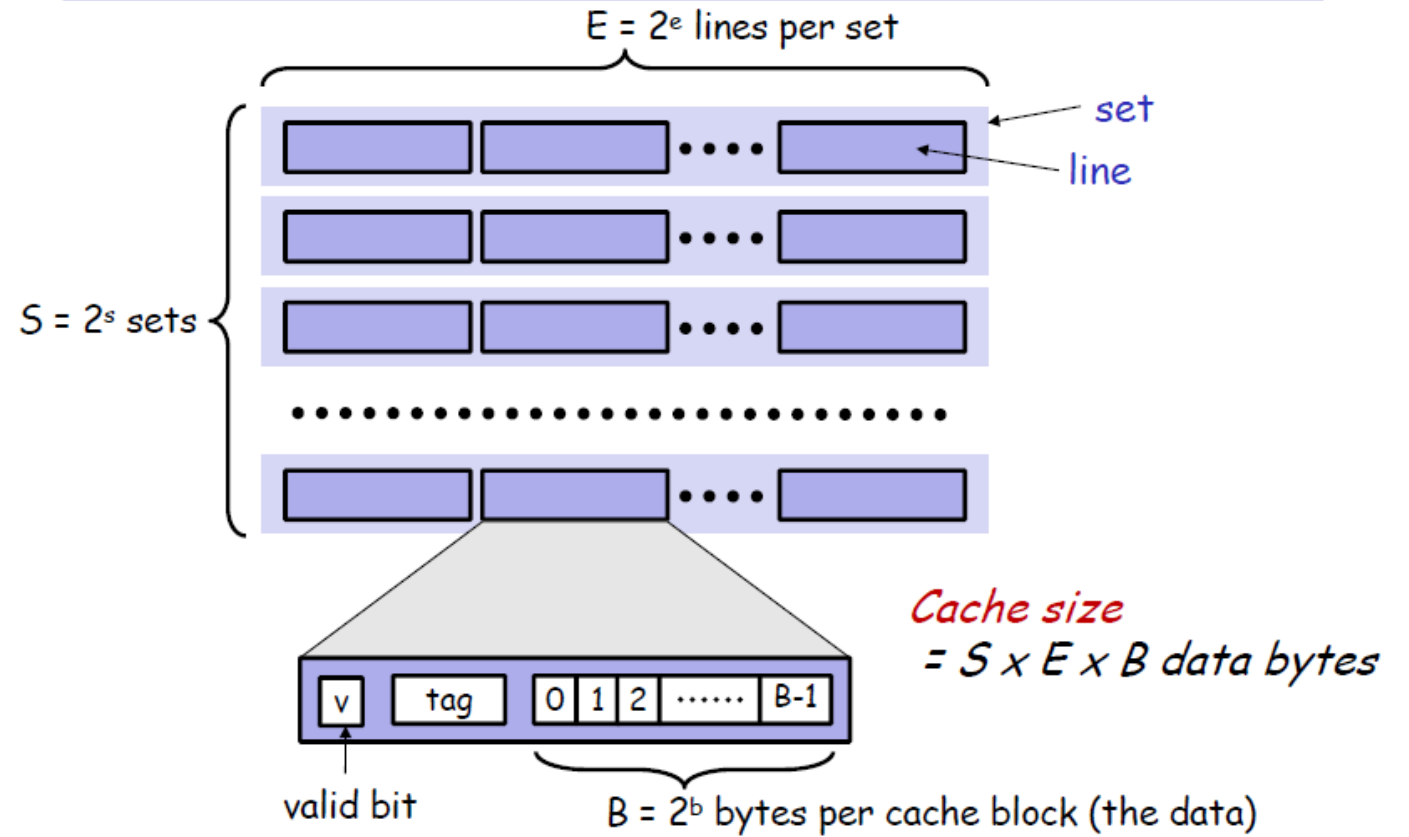 E = 2ᵉ lines per set
set
line
S = 2ˢ sets
Cache size
= S x E x B data bytes
v
tag
0
1
2
......
B-1
valid bit
B = 2ᵇ bytes per cache block (the data)